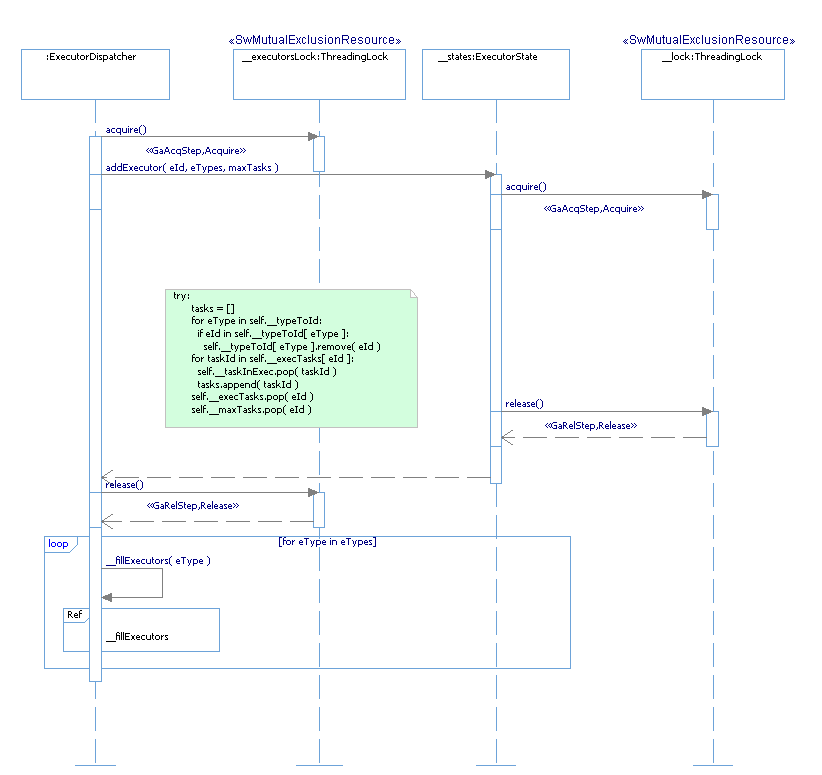 «SwMutualExclusionResource»
«SwMutualExclusionResource»
:ExecutorDispatcher
__executorsLock:ThreadingLock
__states:ExecutorState
__lock:ThreadingLock
acquire()
«GaAcqStep,Acquire»
addExecutor( eId, eTypes, maxTasks )
acquire()
«GaAcqStep,Acquire»
try:
tasks = []
for eType in self.__typeToId:
if eId in self.__typeToId[ eType ]:
self.__typeToId[ eType ].remove( eId )
for taskId in self.__execTasks[ eId ]:
self.__taskInExec.pop( taskId )
tasks.append( taskId )
self.__execTasks.pop( eId )
self.__maxTasks.pop( eId )
release()
«GaRelStep,Release»
release()
«GaRelStep,Release»
loop
[for eType in eTypes]
__fillExecutors( eType )
Ref
__fillExecutors